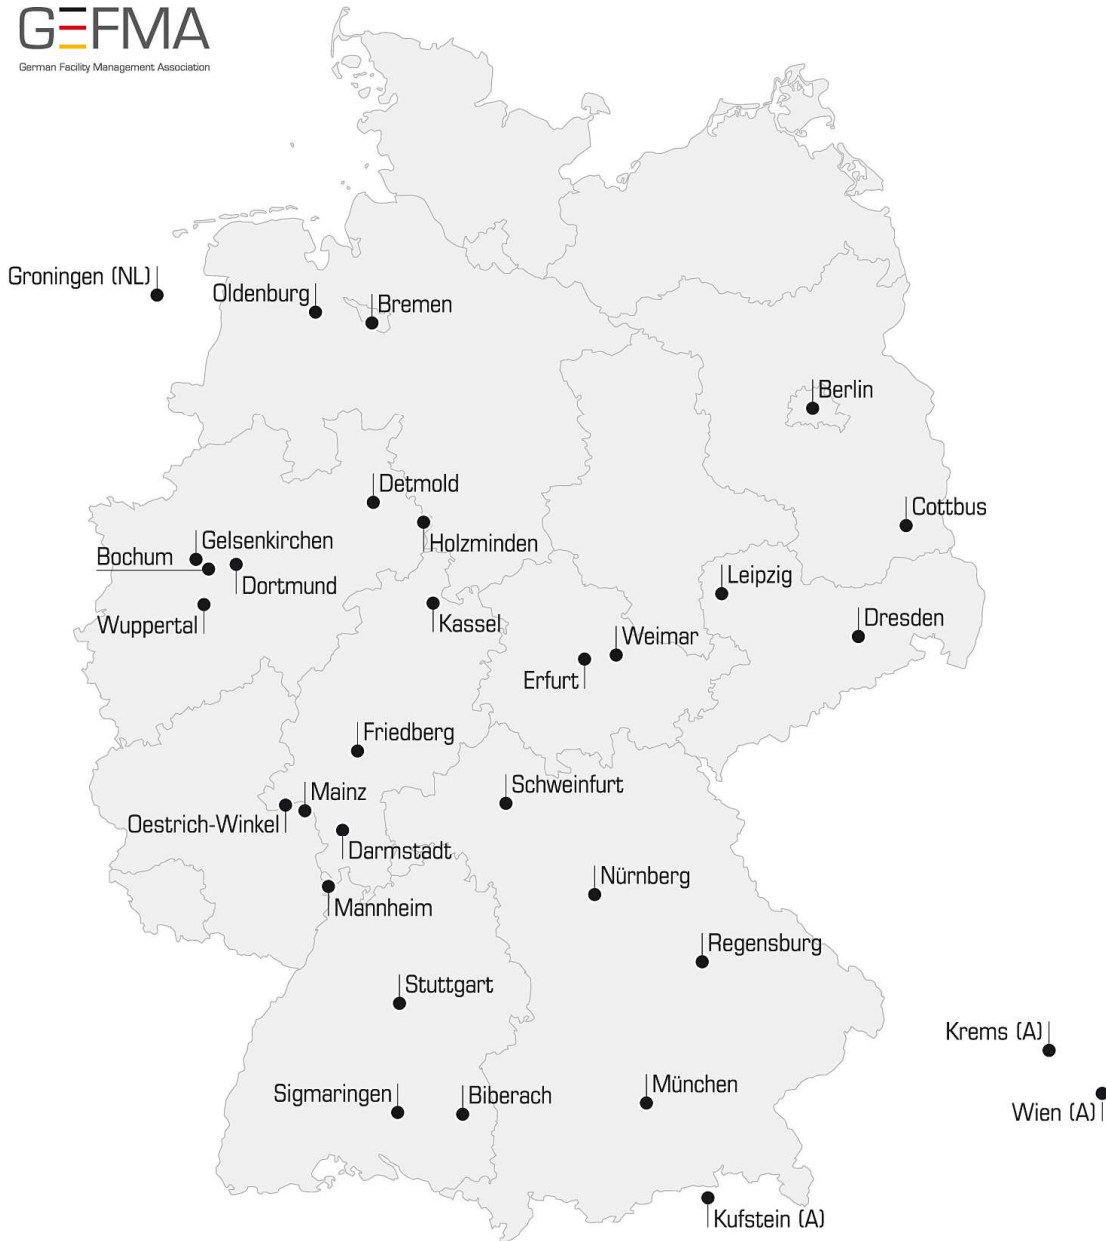 GEFMA
German Facility Management Association
Groningen (NL)
Oldenburg
Bremen
Berlin
Detmold
Cottbus
Holzminden
Gelsenkirchen
Bochum
Dortmund
Leipzig
Wuppertal
Kassel
Dresden
Weimar
Erfurt
Friedberg
Schweinfurt
Mainz
Oestrich-Winkel
Darmstadt
Nürnberg
Mannheim
Regensburg
Stuttgart
Krems (A)
München
Sigmaringen
Biberach
Wien (A)
Kufstein (A)